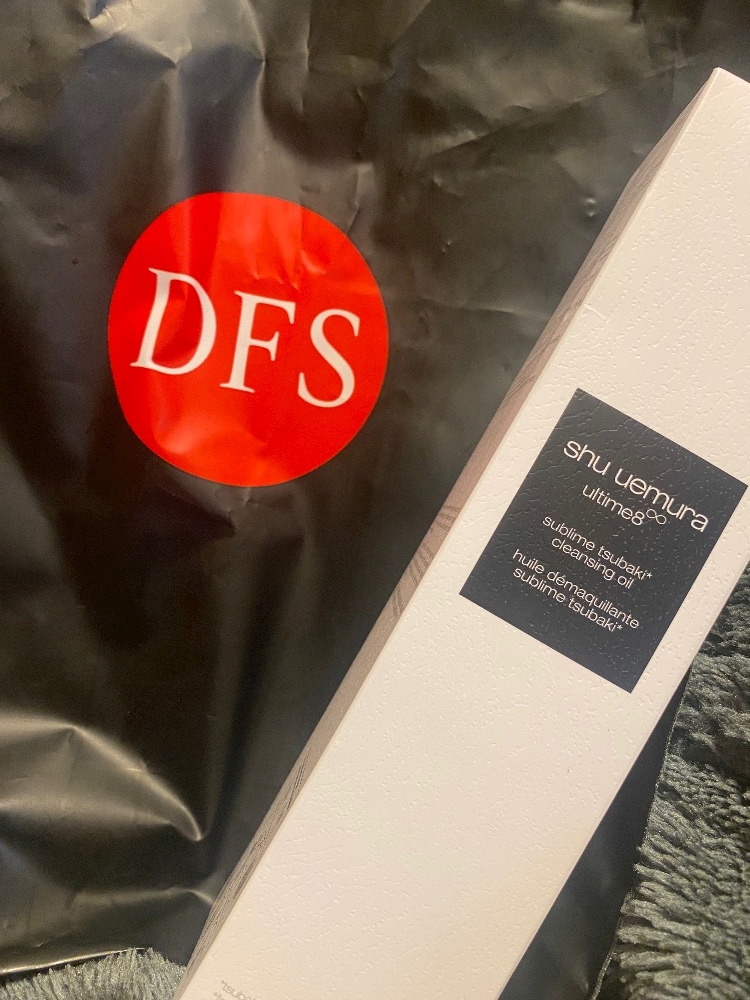 DFS
shu uemura
ultime8∞
sublime tsubaki*
cleansing oil
huile démaquillante
sublime tsubaki*